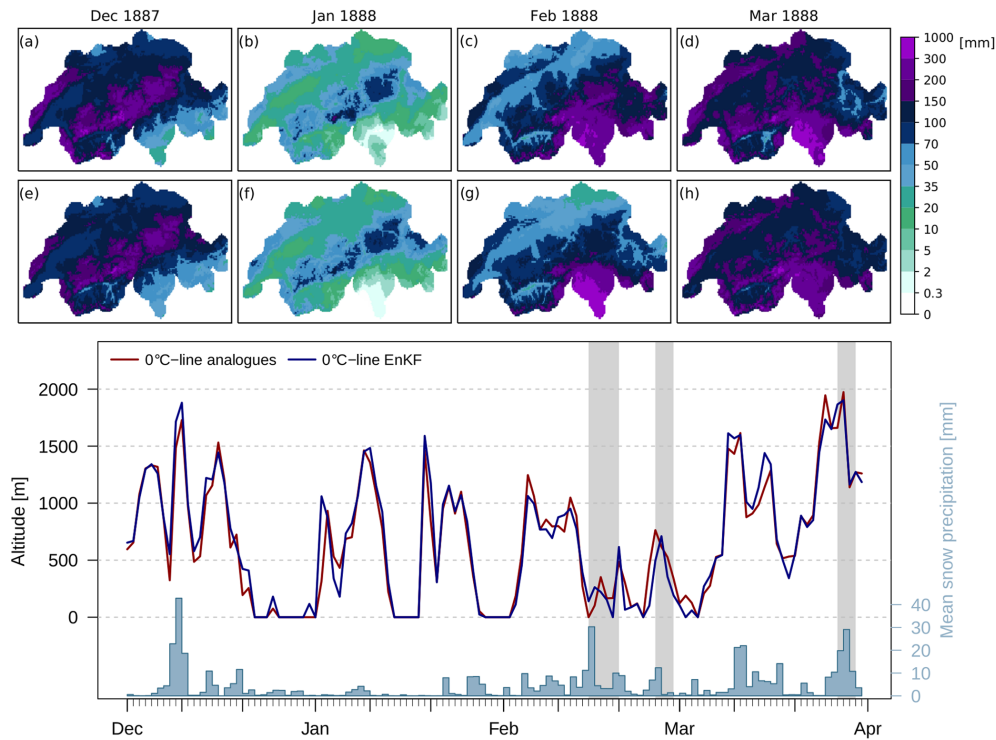 Dec 1887 Jan 1888 Feb 1888 Mar 1888
(a) (b) (c) (d)
1000 [mm]
300
200
150
100
70
50
35
20
10
5
2
0.3
0
(e) (f) (g) (h)
0°C−line analogues 0°C−line EnKF
2000
1500
1000
500
0
Altitude [m]
40
30
20
10
0
Mean snow precipitation [mm]
Dec Jan Feb Mar Apr